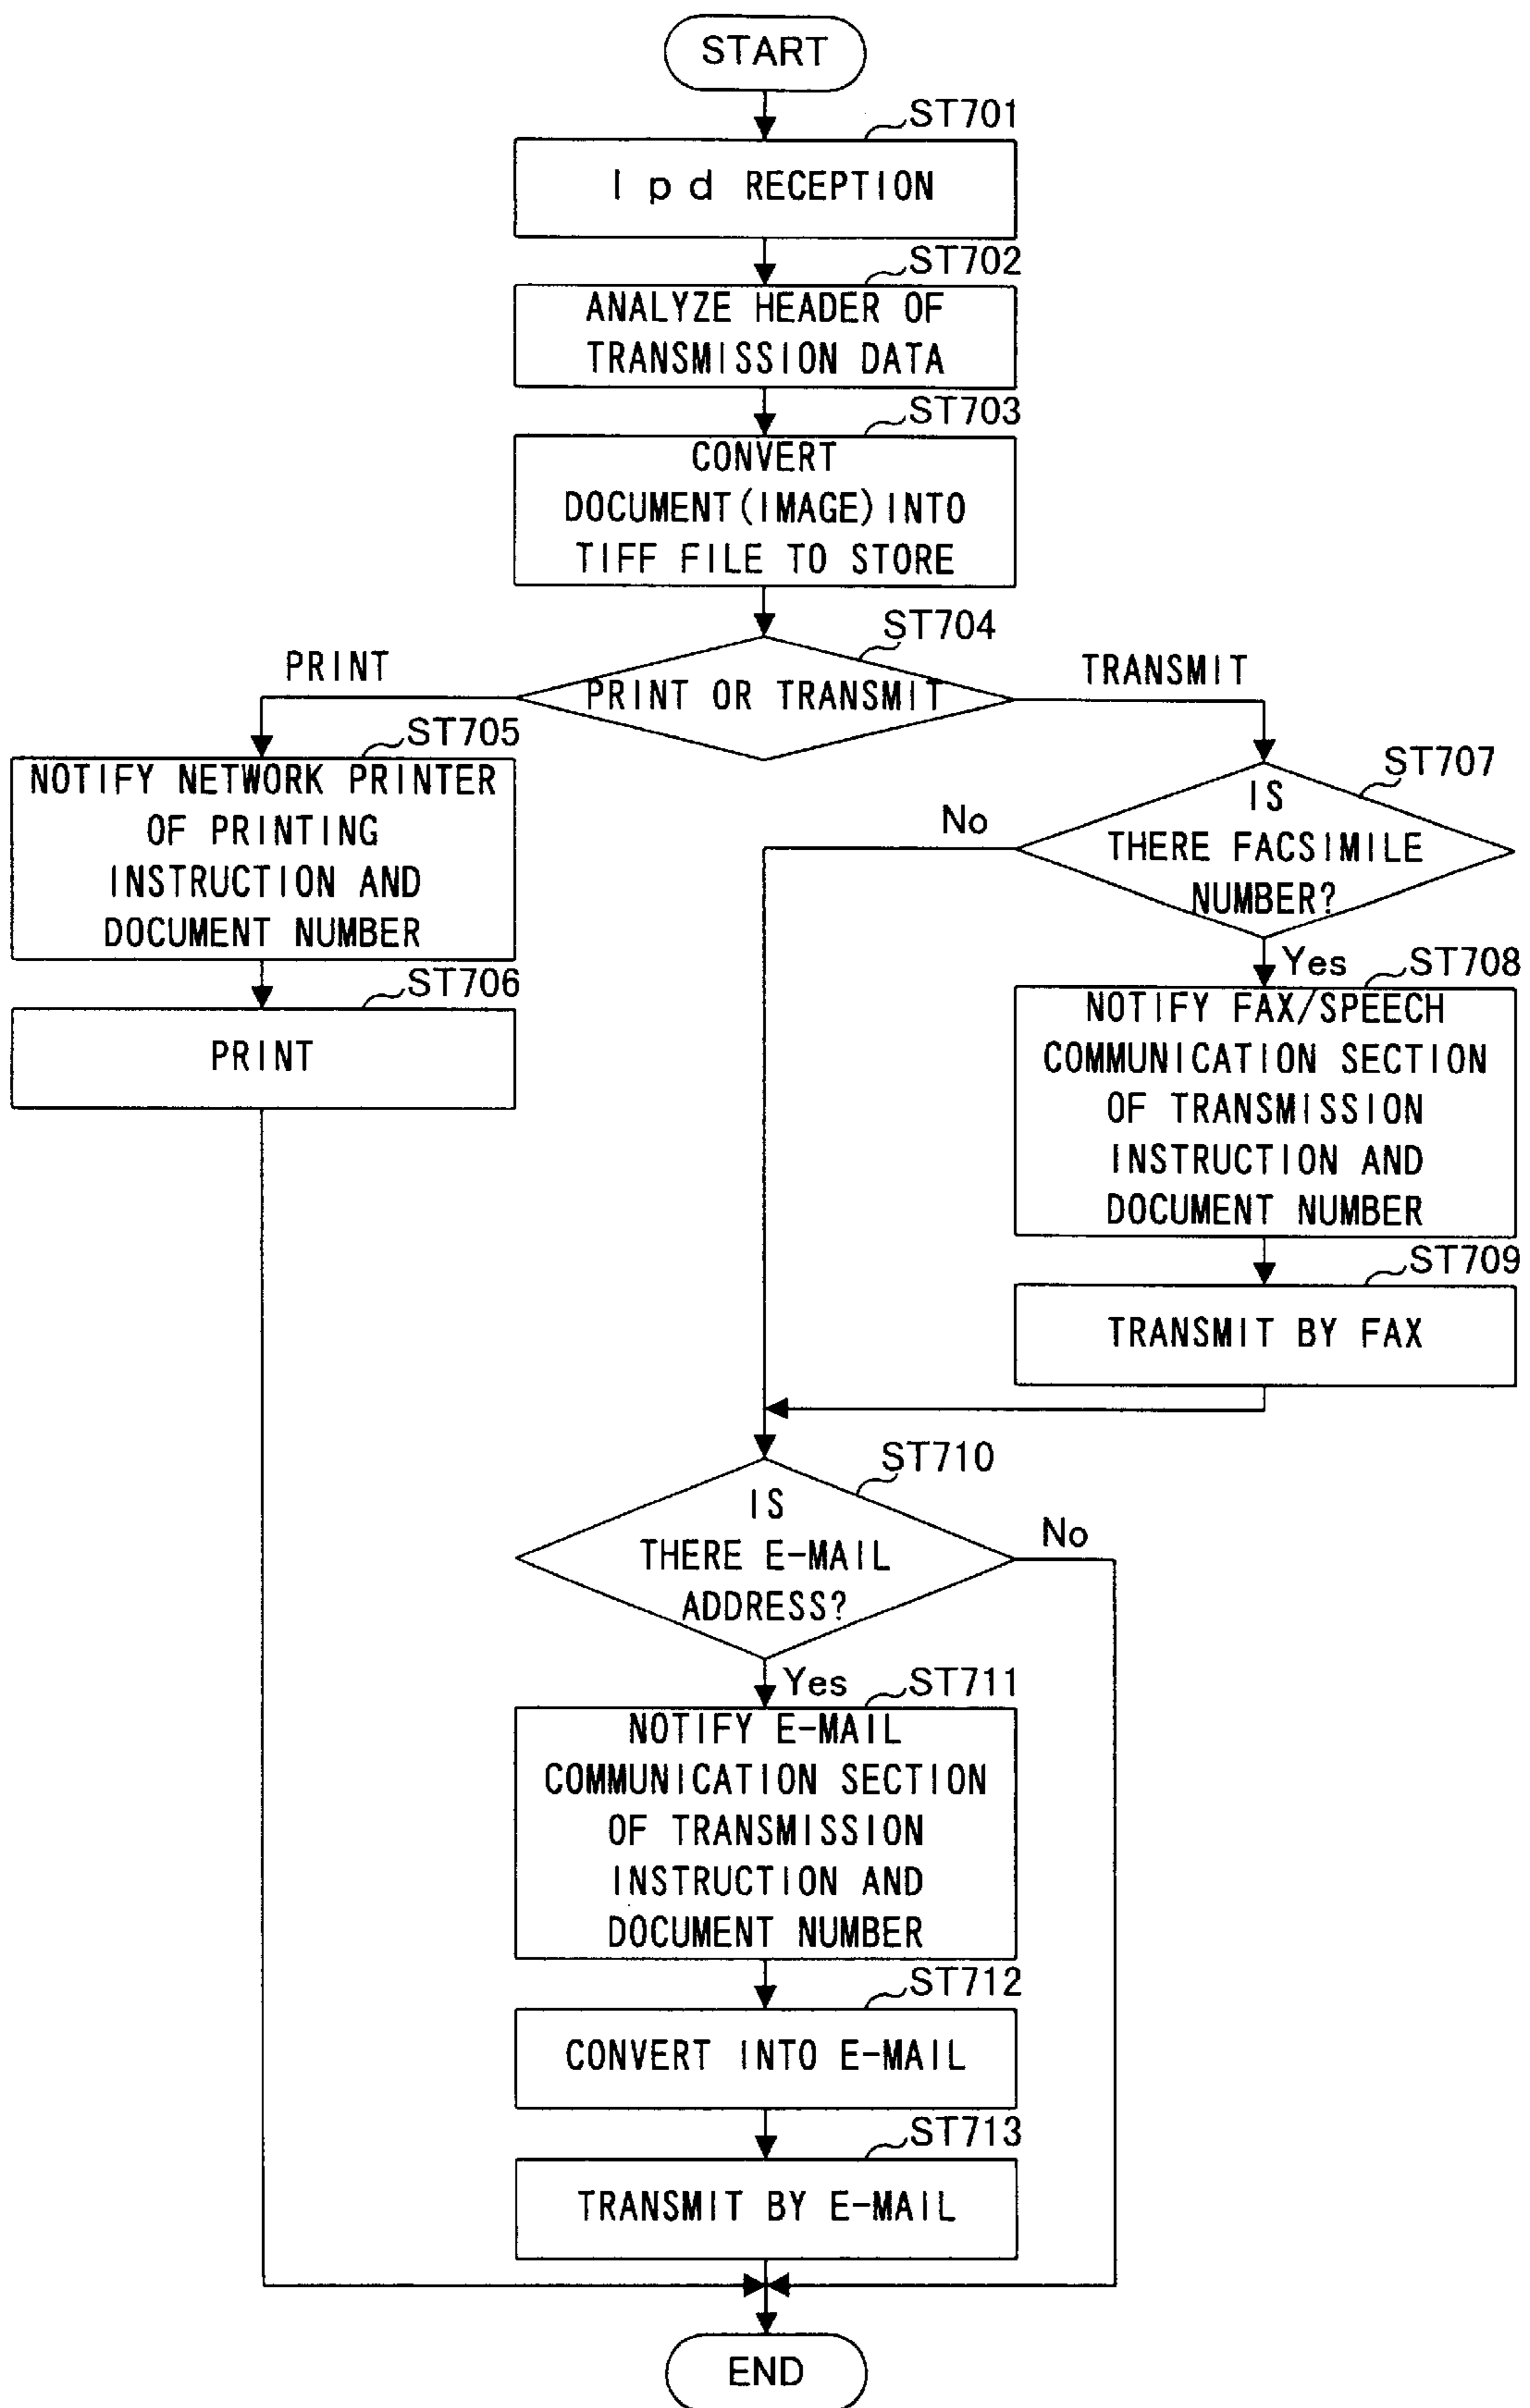 START
ST701
lpd RECEPTION
ST702
ANALYZE HEADER OF
TRANSMISSION DATA
ST703
CONVERT
DOCUMENT(IMAGE)INTO
TIFF FILE TO STORE
ST704
PRINT OR TRANSMIT
PRINT
TRANSMIT
ST705
NOTIFY NETWORK PRINTER
OF PRINTING
INSTRUCTION AND
DOCUMENT NUMBER
ST706
PRINT
ST707
IS
THERE FACSIMILE
NUMBER?
No
Yes
ST708
NOTIFY FAX/SPEECH
COMMUNICATION SECTION
OF TRANSMISSION
INSTRUCTION AND
DOCUMENT NUMBER
ST709
TRANSMIT BY FAX
ST710
IS
THERE E-MAIL
ADDRESS?
No
Yes
ST711
NOTIFY E-MAIL
COMMUNICATION SECTION
OF TRANSMISSION
INSTRUCTION AND
DOCUMENT NUMBER
ST712
CONVERT INTO E-MAIL
ST713
TRANSMIT BY E-MAIL
END